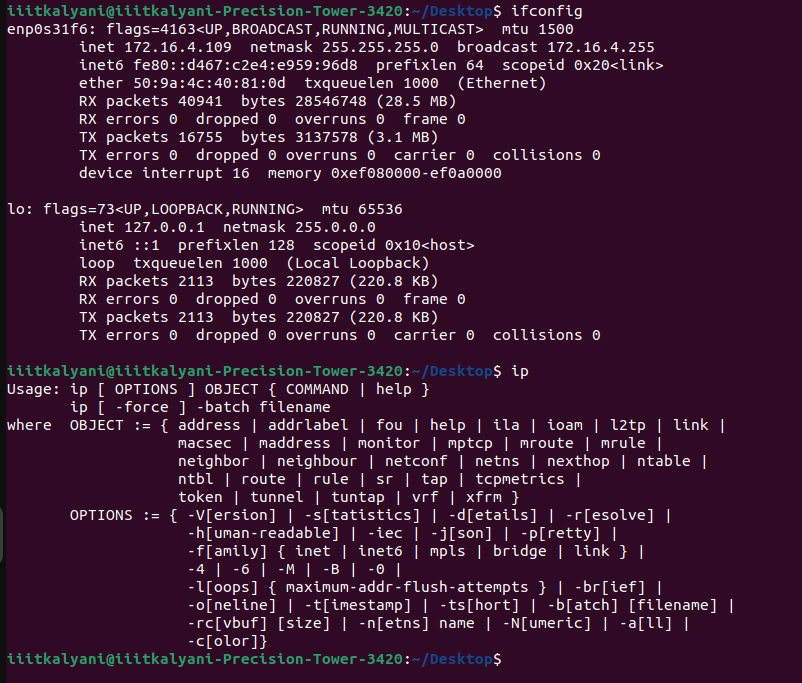 iiitkalyani@iiitkalyani-Precision-Tower-3420:~/Desktop$ ifconfig
enp0s31f6: flags=4163<UP,BROADCAST,RUNNING,MULTICAST>  mtu 1500
        inet 172.16.4.109  netmask 255.255.255.0  broadcast 172.16.4.255
        inet6 fe80::d467:c2e4:e959:96d8  prefixlen 64  scopeid 0x20<link>
        ether 50:9a:4c:40:81:0d  txqueuelen 1000  (Ethernet)
        RX packets 40941  bytes 28546748 (28.5 MB)
        RX errors 0  dropped 0  overruns 0  frame 0
        TX packets 16755  bytes 3137578 (3.1 MB)
        TX errors 0  dropped 0 overruns 0  carrier 0  collisions 0
        device interrupt 16  memory 0xef080000-ef0a0000

lo: flags=73<UP,LOOPBACK,RUNNING>  mtu 65536
        inet 127.0.0.1  netmask 255.0.0.0
        inet6 ::1  prefixlen 128  scopeid 0x10<host>
        loop  txqueuelen 1000  (Local Loopback)
        RX packets 2113  bytes 220827 (220.8 KB)
        RX errors 0  dropped 0  overruns 0  frame 0
        TX packets 2113  bytes 220827 (220.8 KB)
        TX errors 0  dropped 0 overruns 0  carrier 0  collisions 0

iiitkalyani@iiitkalyani-Precision-Tower-3420:~/Desktop$ ip
Usage: ip [ OPTIONS ] OBJECT { COMMAND | help }
       ip [ -force ] -batch filename
where  OBJECT := { address | addrlabel | fou | help | ila | ioam | l2tp | link |
                   macsec | maddress | monitor | mptcp | mroute | mrule |
                   neighbor | neighbour | netconf | netns | nexthop | ntable |
                   ntbl | route | rule | sr | tap | tcpmetrics |
                   token | tunnel | tuntap | vrf | xfrm }
       OPTIONS := { -V[ersion] | -s[tatistics] | -d[etails] | -r[esolve] |
                    -h[uman-readable] | -iec | -j[son] | -p[retty] |
                    -f[amily] { inet | inet6 | mpls | bridge | link } |
                    -4 | -6 | -M | -B | -0 |
                    -l[oops] { maximum-addr-flush-attempts } | -br[ief] |
                    -o[neline] | -t[imestamp] | -ts[hort] | -b[atch] [filename] |
                    -rc[vbuf] [size] | -n[etns] name | -N[umeric] | -a[ll] |
                    -c[olor]}
iiitkalyani@iiitkalyani-Precision-Tower-3420:~/Desktop$